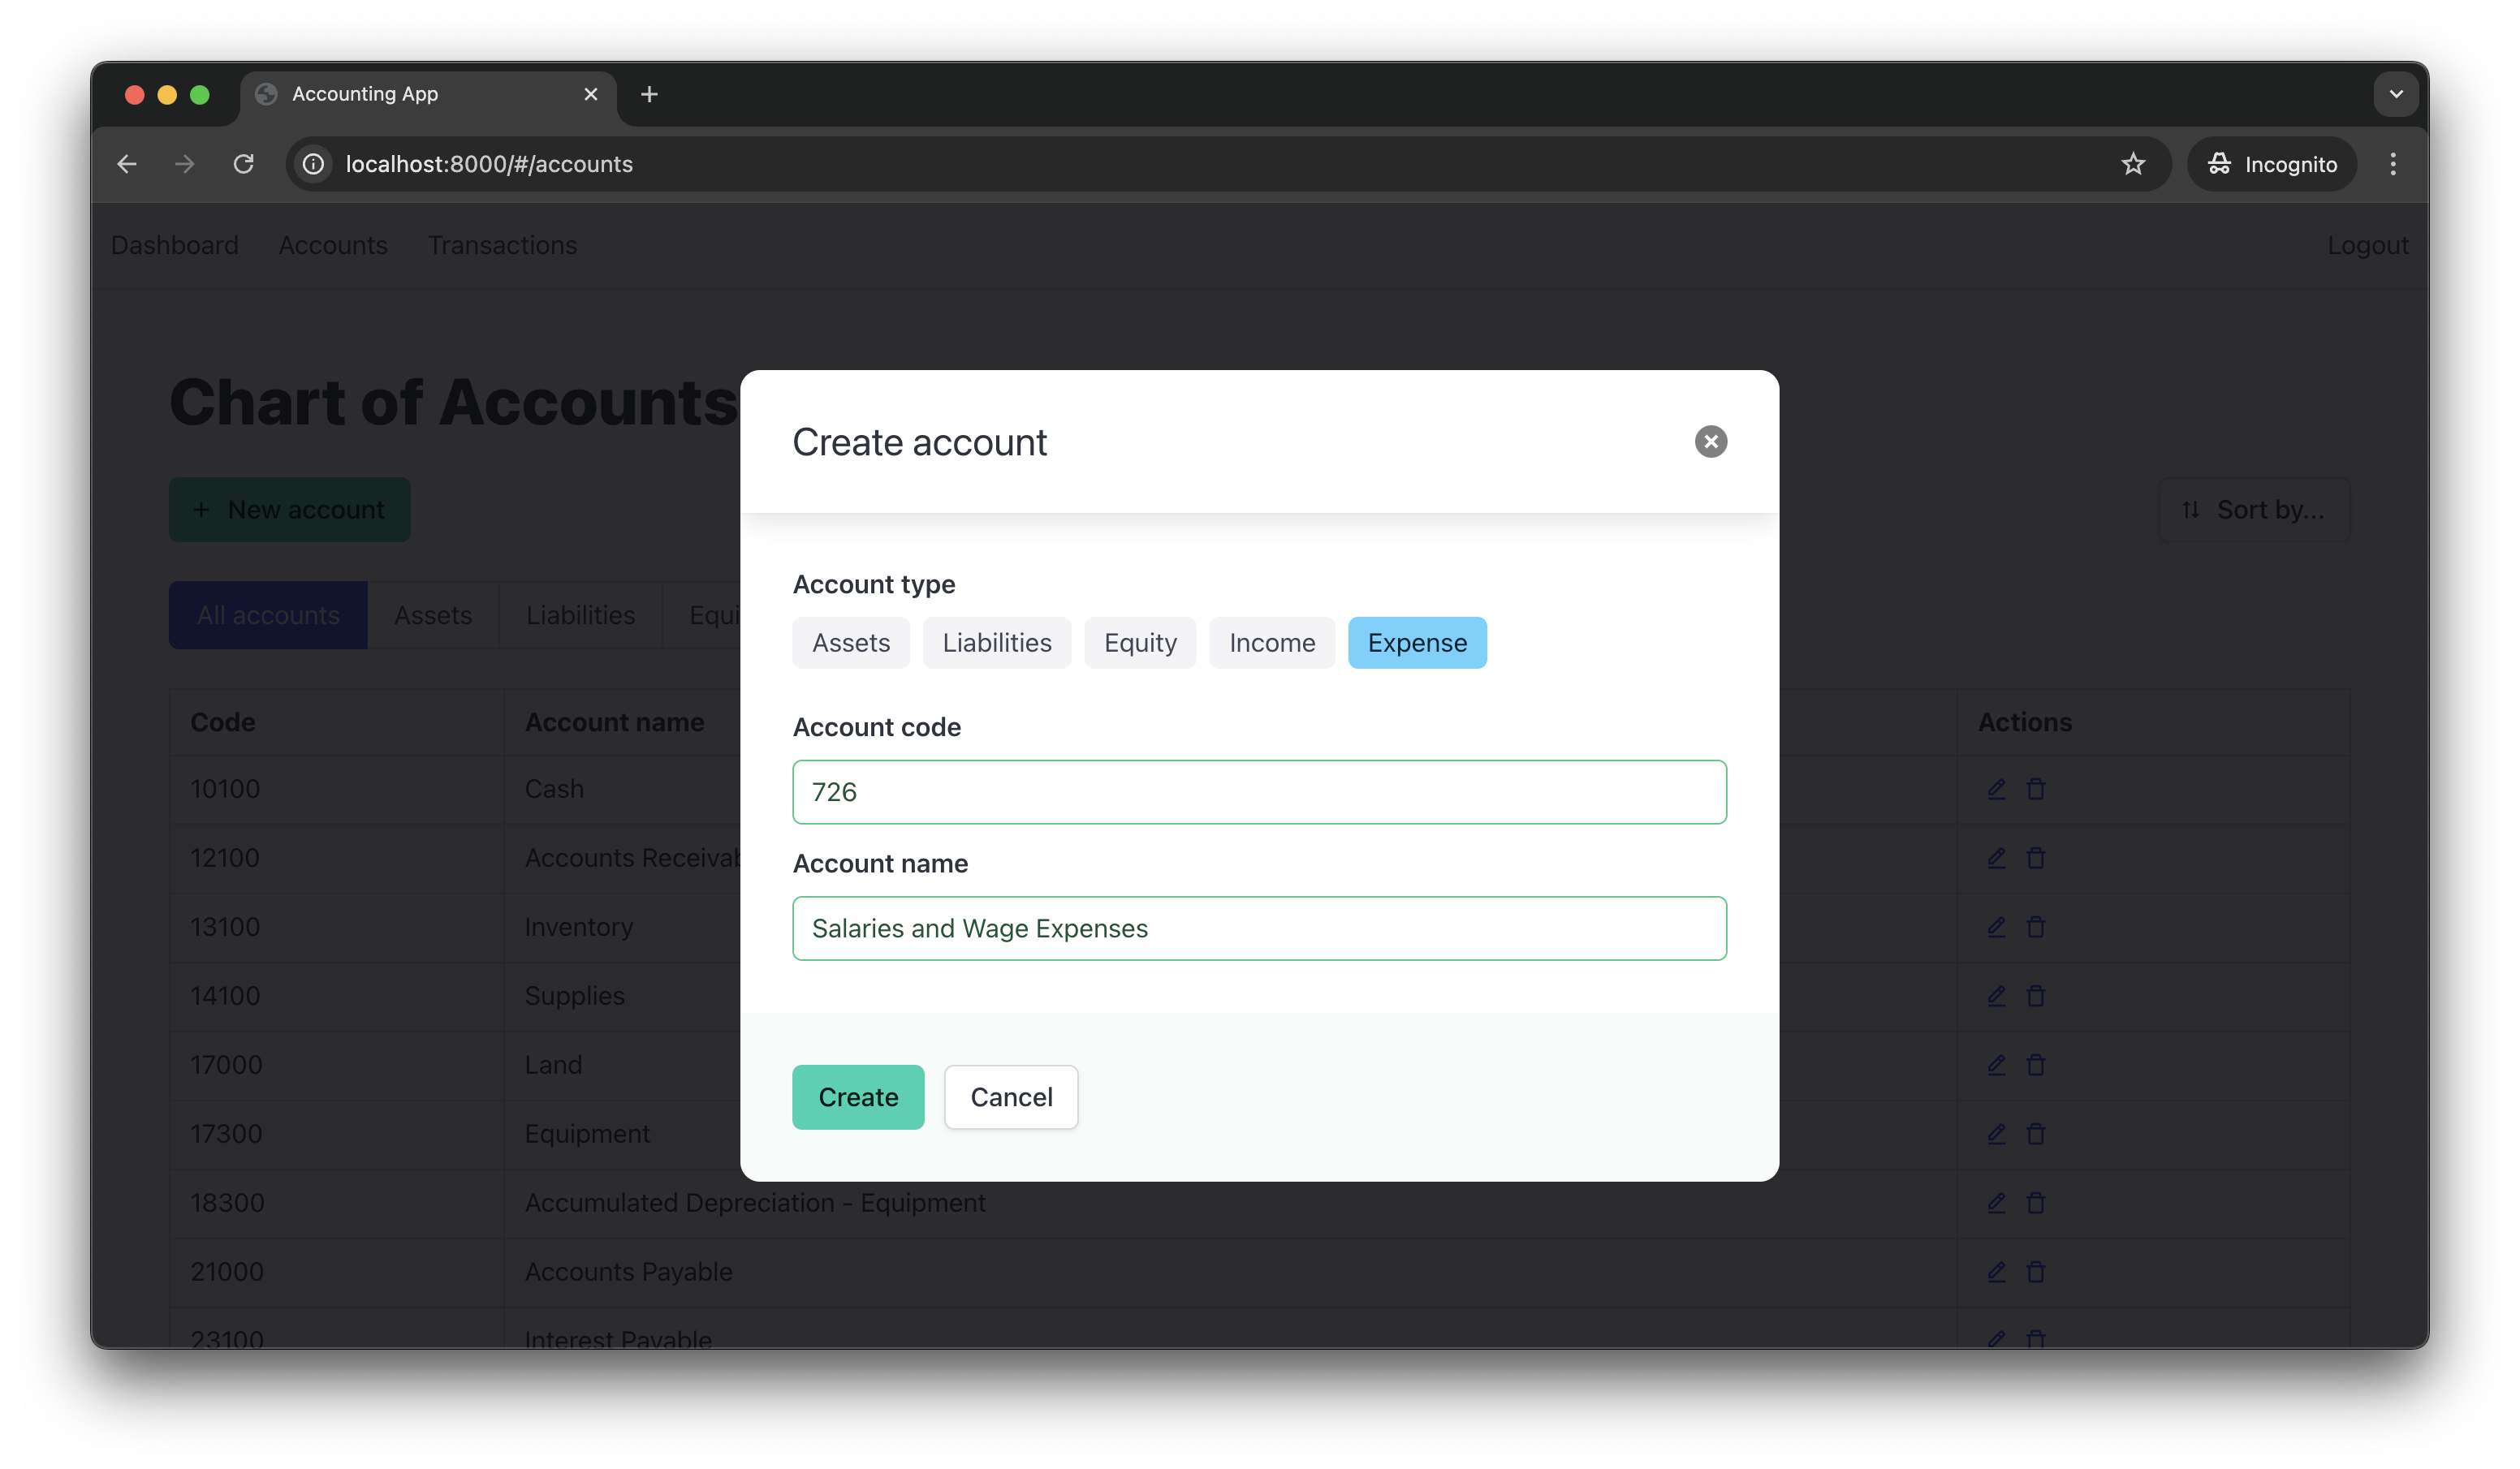 Accounting App
localhost:8000/#/accounts
Incognito
Dashboard Accounts Transactions Logout
Chart of Accounts
Create account
+ New account
Sort by...
All accounts Assets Liabilities Equi
Account type
Assets Liabilities Equity Income Expense
Account code
726
Account name
Salaries and Wage Expenses
Create Cancel
Code Account name Actions
10100 Cash
12100 Accounts Receivab
13100 Inventory
14100 Supplies
17000 Land
17300 Equipment
18300 Accumulated Depreciation - Equipment
21000 Accounts Payable
23100 Interest Payable